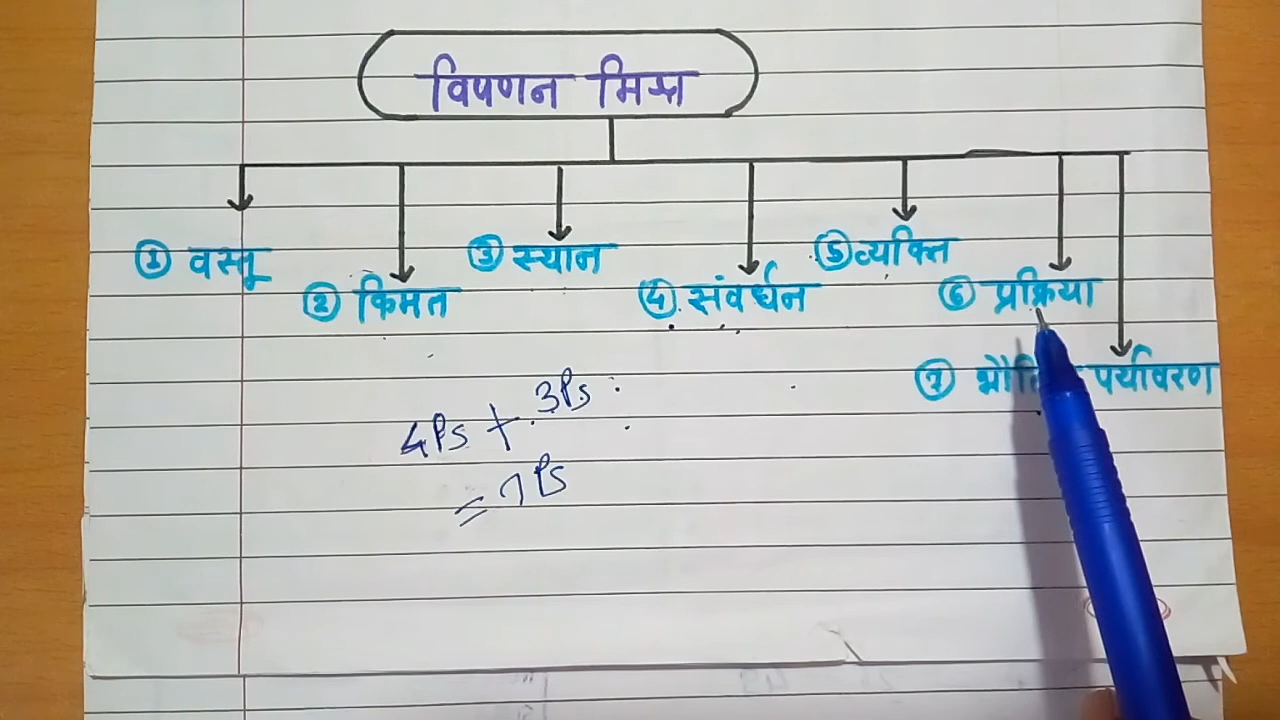 विपणन मिश्र
① वस्तू
② किंमत
③ स्थान
④ संवर्धन
⑤ व्यक्ति
⑥ प्रक्रिया
⑦ पर्यावरण
4Ps + 3Ps
= 7Ps